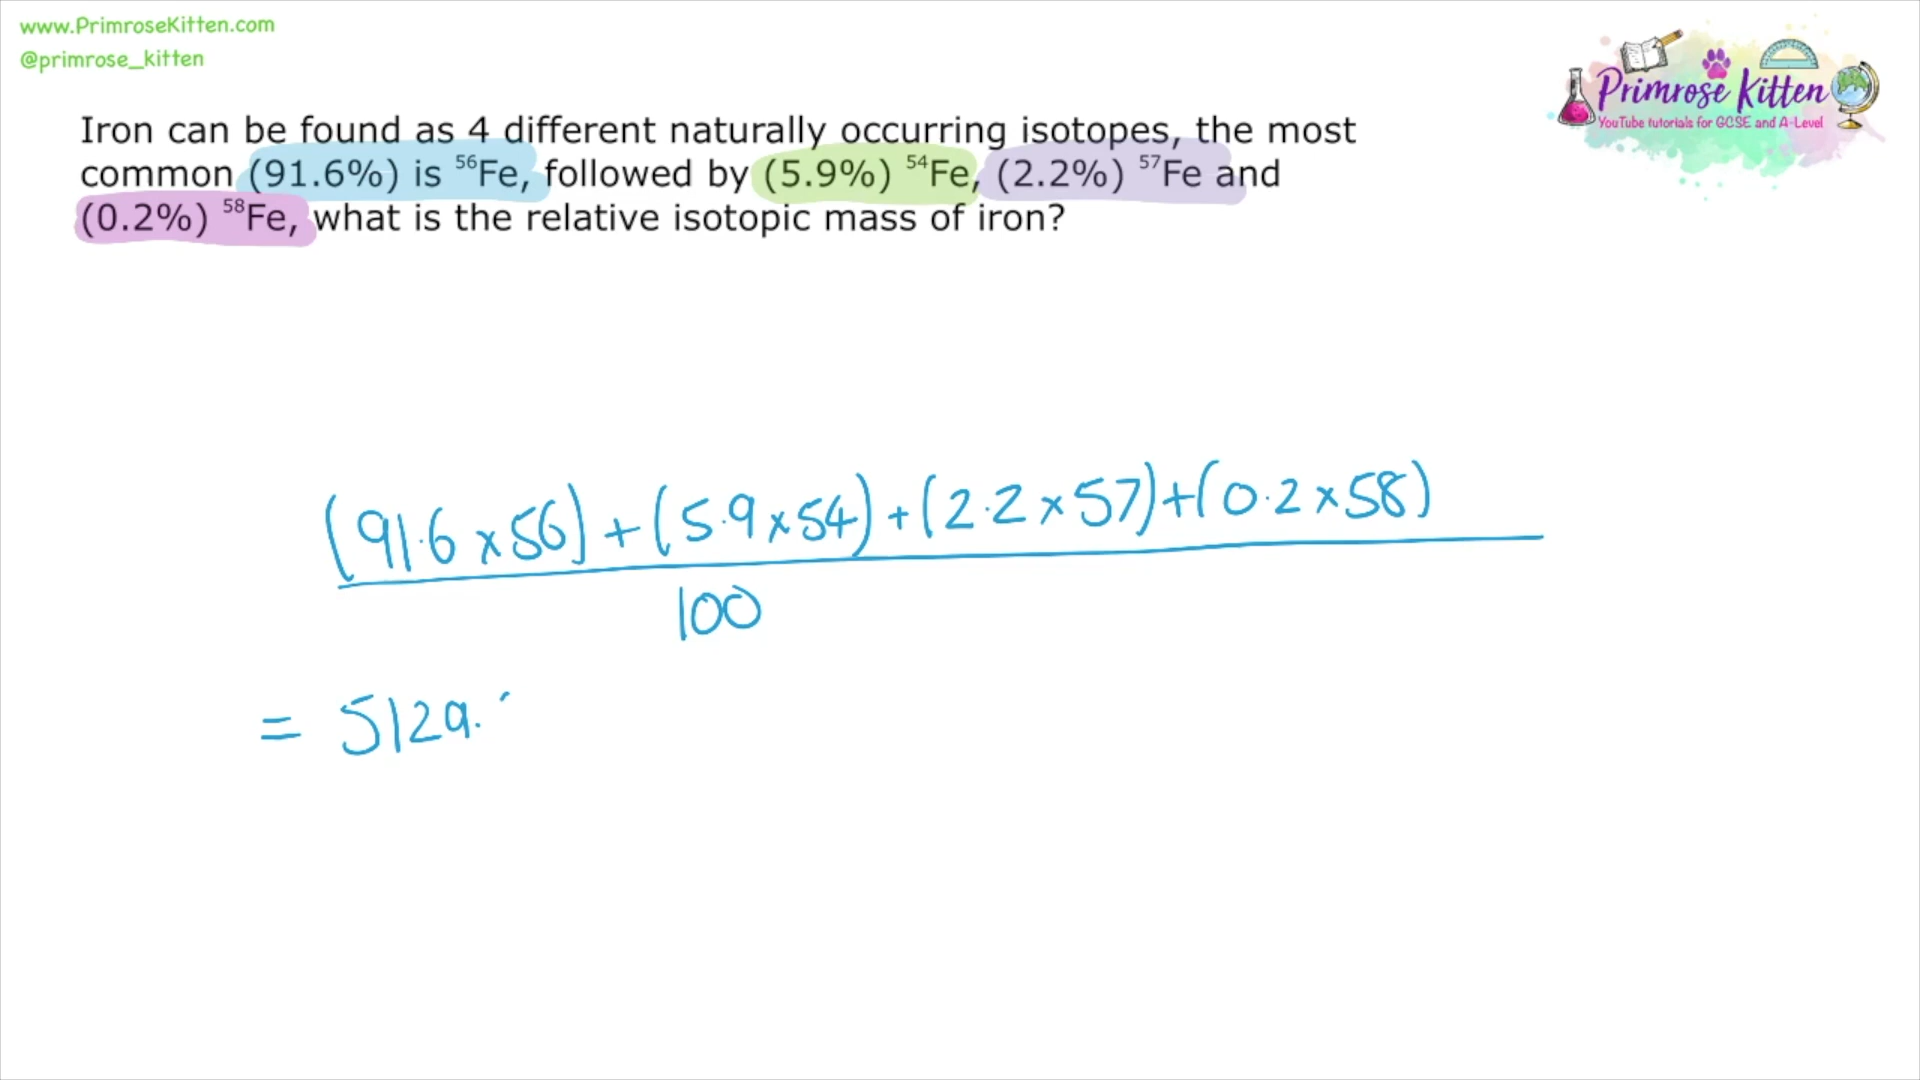 www.PrimroseKitten.com
@primrose_kitten
Primrose Kitten
YouTube tutorials for GCSE and A-Level
Iron can be found as 4 different naturally occurring isotopes, the most
common (91.6%) is ⁵⁶Fe, followed by (5.9%) ⁵⁴Fe, (2.2%) ⁵⁷Fe and
(0.2%) ⁵⁸Fe, what is the relative isotopic mass of iron?
(91.6 x 56) + (5.9 x 54) + (2.2 x 57) + (0.2 x 58)
100
= 5129.